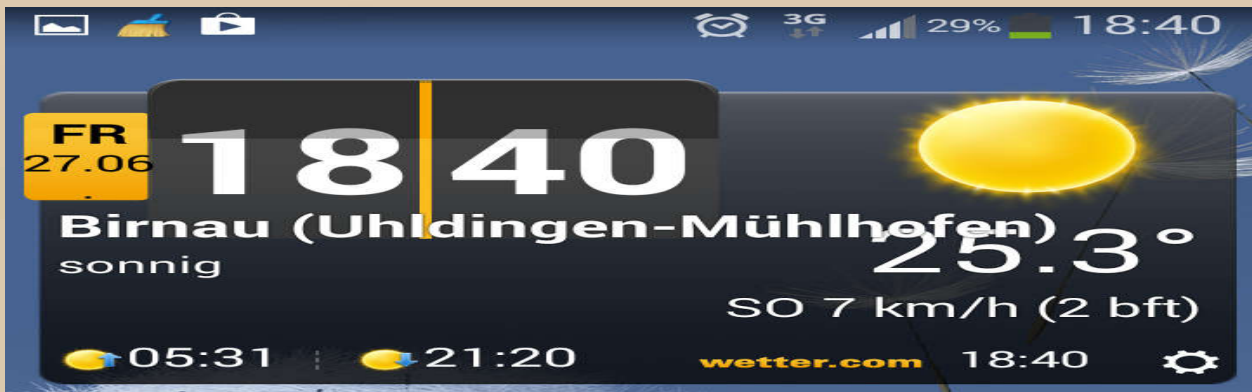 3G 29% 18:40
FR
27.06
.
18 40
Birnau (Uhldingen-Mühlhofen)
25.3°
sonnig
SO 7 km/h (2 bft)
05:31 21:20 wetter.com 18:40